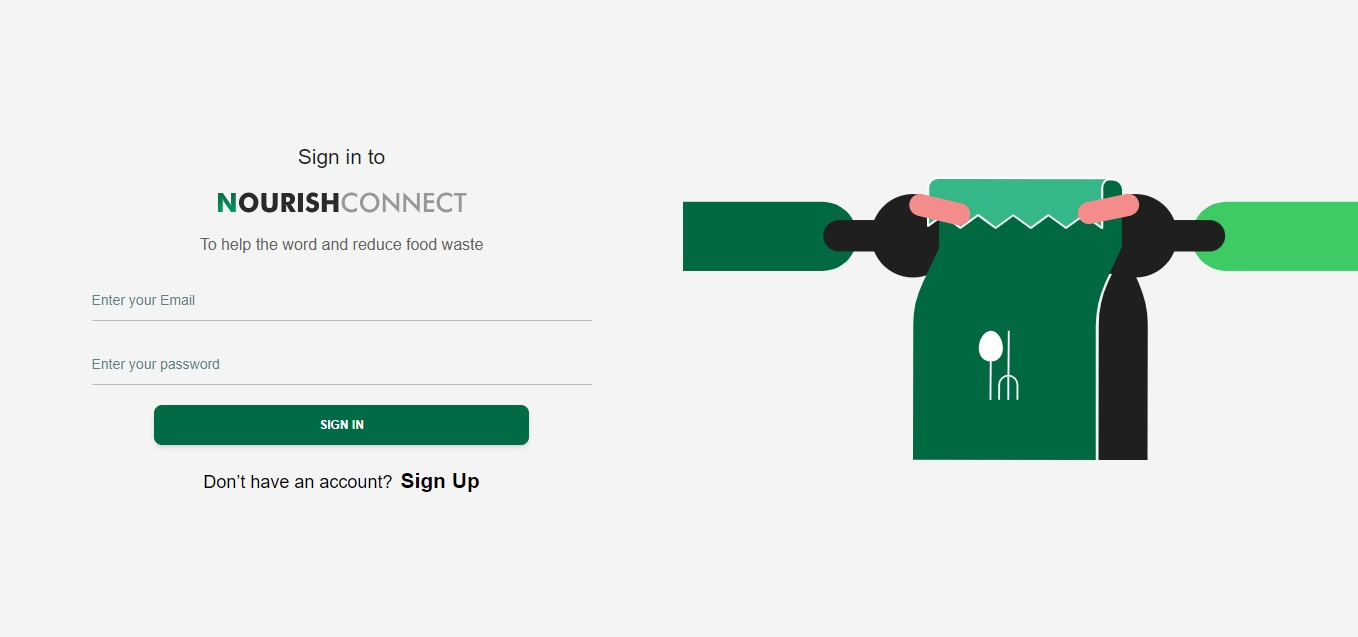 Sign in to
NOURISHCONNECT
To help the word and reduce food waste
Enter your Email
Enter your password
SIGN IN
Don't have an account? Sign Up